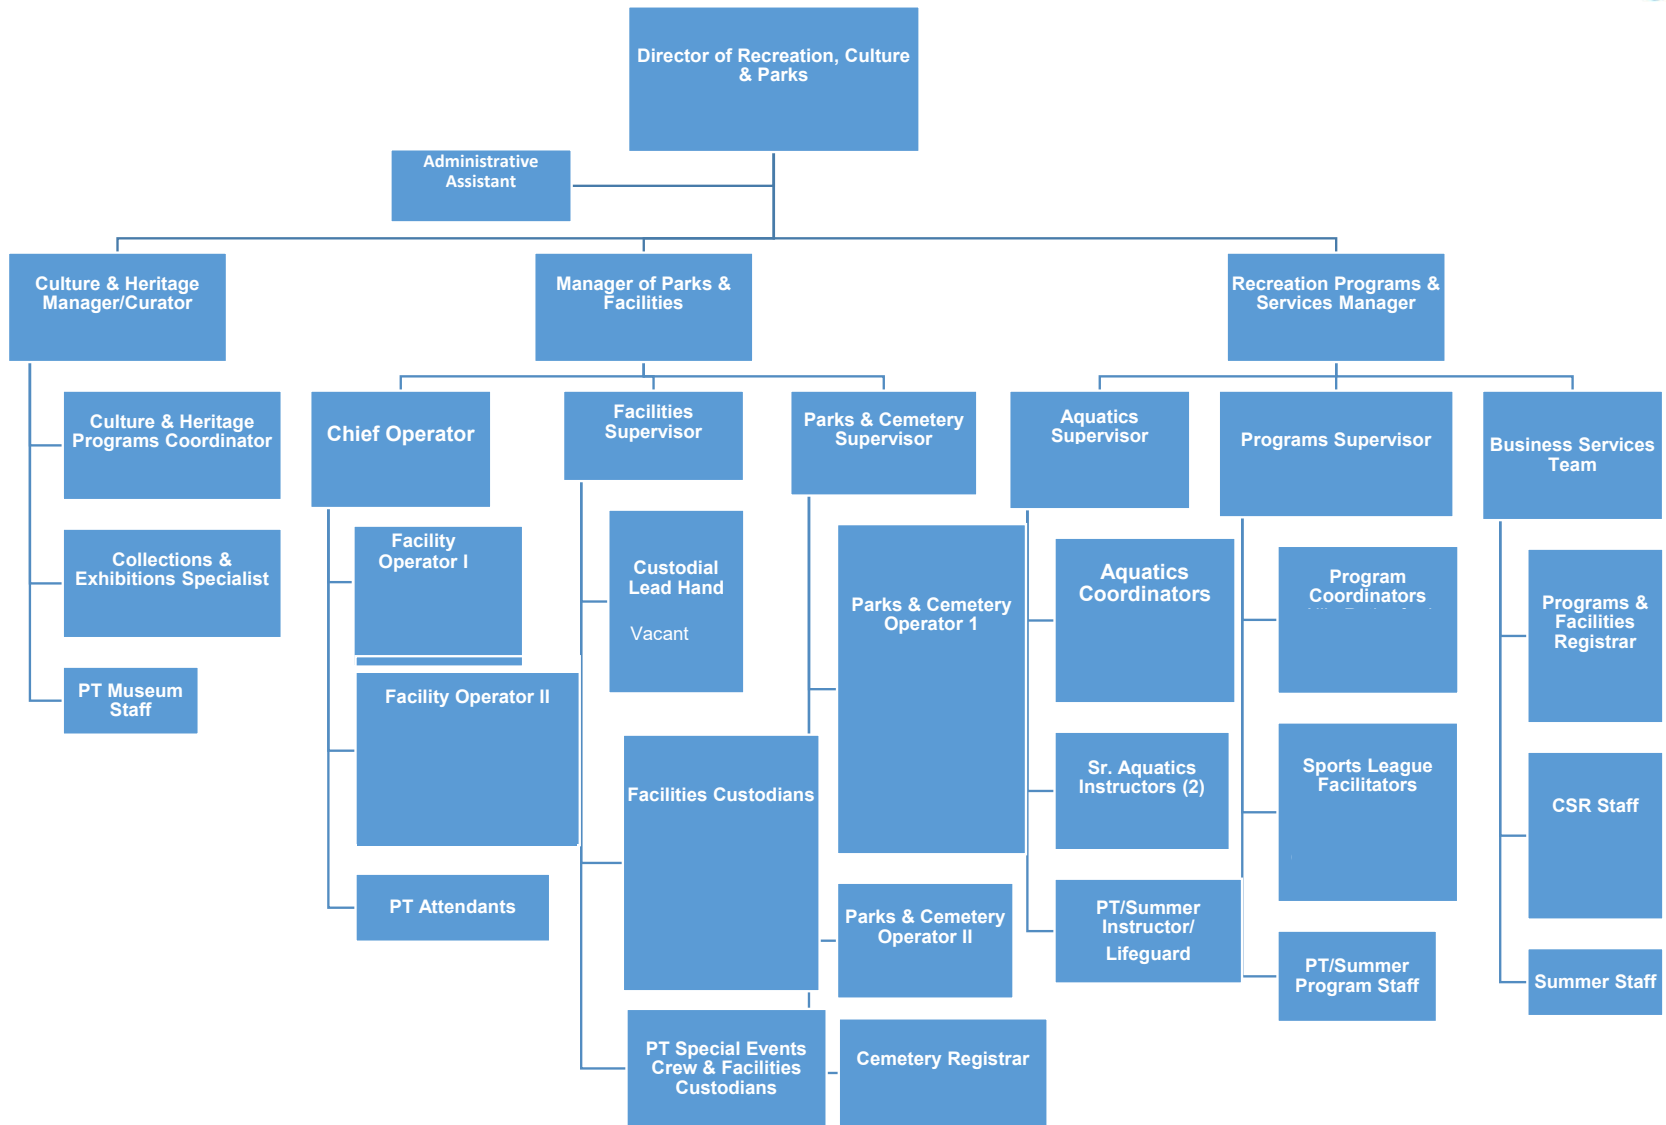 Director of Recreation, Culture
& Parks
Administrative
Assistant
Culture & Heritage
Manager/Curator
Manager of Parks &
Facilities
Recreation Programs &
Services Manager
Culture & Heritage
Programs Coordinator
Collections &
Exhibitions Specialist
PT Museum
Staff
Chief Operator
Facility
Operator I
Facility Operator II
PT Attendants
Facilities
Supervisor
Custodial
Lead Hand
Vacant
Facilities Custodians
PT Special Events
Crew & Facilities
Custodians
Parks & Cemetery
Supervisor
Parks & Cemetery
Operator 1
Parks & Cemetery
Operator II
Cemetery Registrar
Aquatics
Supervisor
Aquatics
Coordinators
Sr. Aquatics
Instructors (2)
PT/Summer
Instructor/
Lifeguard
Programs Supervisor
Program
Coordinators
Sports League
Facilitators
PT/Summer
Program Staff
Business Services
Team
Programs &
Facilities
Registrar
CSR Staff
Summer Staff